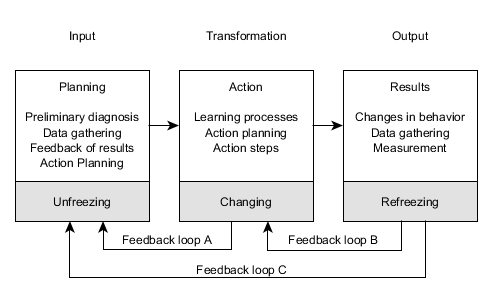 Input
Transformation
Output
Planning
Preliminary diagnosis
Data gathering
Feedback of results
Action Planning
Unfreezing
Action
Learning processes
Action planning
Action steps
Changing
Results
Changes in behavior
Data gathering
Measurement
Refreezing
Feedback loop A
Feedback loop B
Feedback loop C